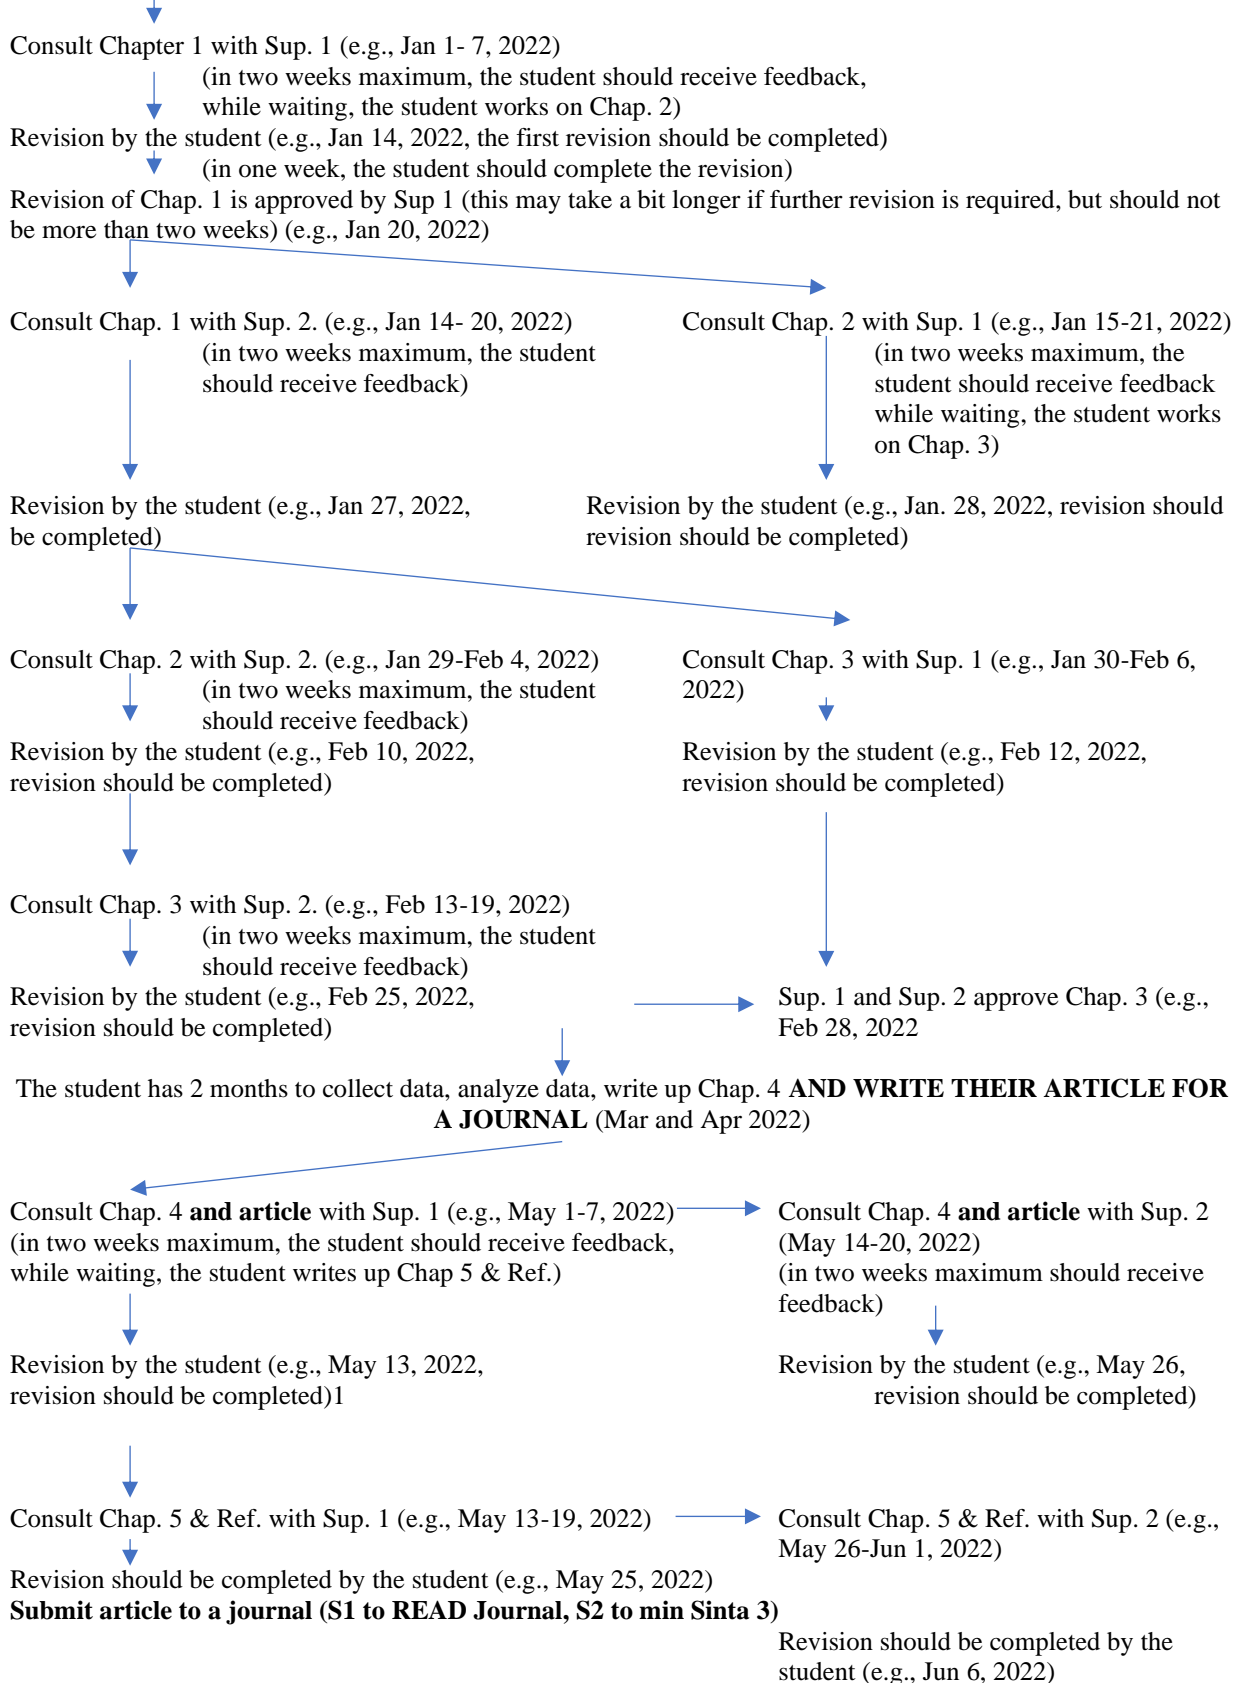 Consult Chapter 1 with Sup. 1 (e.g., Jan 1- 7, 2022)
(in two weeks maximum, the student should receive feedback,
while waiting, the student works on Chap. 2)
Revision by the student (e.g., Jan 14, 2022, the first revision should be completed)
(in one week, the student should complete the revision)
Revision of Chap. 1 is approved by Sup 1 (this may take a bit longer if further revision is required, but should not
be more than two weeks) (e.g., Jan 20, 2022)
Consult Chap. 1 with Sup. 2. (e.g., Jan 14- 20, 2022)
(in two weeks maximum, the student
should receive feedback)
Consult Chap. 2 with Sup. 1 (e.g., Jan 15-21, 2022)
(in two weeks maximum, the
student should receive feedback
while waiting, the student works
on Chap. 3)
Revision by the student (e.g., Jan 27, 2022,
be completed)
Revision by the student (e.g., Jan. 28, 2022, revision should
revision should be completed)
Consult Chap. 2 with Sup. 2. (e.g., Jan 29-Feb 4, 2022)
(in two weeks maximum, the student
should receive feedback)
Consult Chap. 3 with Sup. 1 (e.g., Jan 30-Feb 6,
2022)
Revision by the student (e.g., Feb 10, 2022,
revision should be completed)
Revision by the student (e.g., Feb 12, 2022,
revision should be completed)
Consult Chap. 3 with Sup. 2. (e.g., Feb 13-19, 2022)
(in two weeks maximum, the student
should receive feedback)
Revision by the student (e.g., Feb 25, 2022,
revision should be completed)
Sup. 1 and Sup. 2 approve Chap. 3 (e.g.,
Feb 28, 2022
The student has 2 months to collect data, analyze data, write up Chap. 4 AND WRITE THEIR ARTICLE FOR
A JOURNAL (Mar and Apr 2022)
Consult Chap. 4 and article with Sup. 1 (e.g., May 1-7, 2022)
(in two weeks maximum, the student should receive feedback,
while waiting, the student writes up Chap 5 & Ref.)
Consult Chap. 4 and article with Sup. 2
(May 14-20, 2022)
(in two weeks maximum should receive
feedback)
Revision by the student (e.g., May 13, 2022,
revision should be completed)1
Revision by the student (e.g., May 26,
revision should be completed)
Consult Chap. 5 & Ref. with Sup. 1 (e.g., May 13-19, 2022)
Consult Chap. 5 & Ref. with Sup. 2 (e.g.,
May 26-Jun 1, 2022)
Revision should be completed by the student (e.g., May 25, 2022)
Submit article to a journal (S1 to READ Journal, S2 to min Sinta 3)
Revision should be completed by the
student (e.g., Jun 6, 2022)